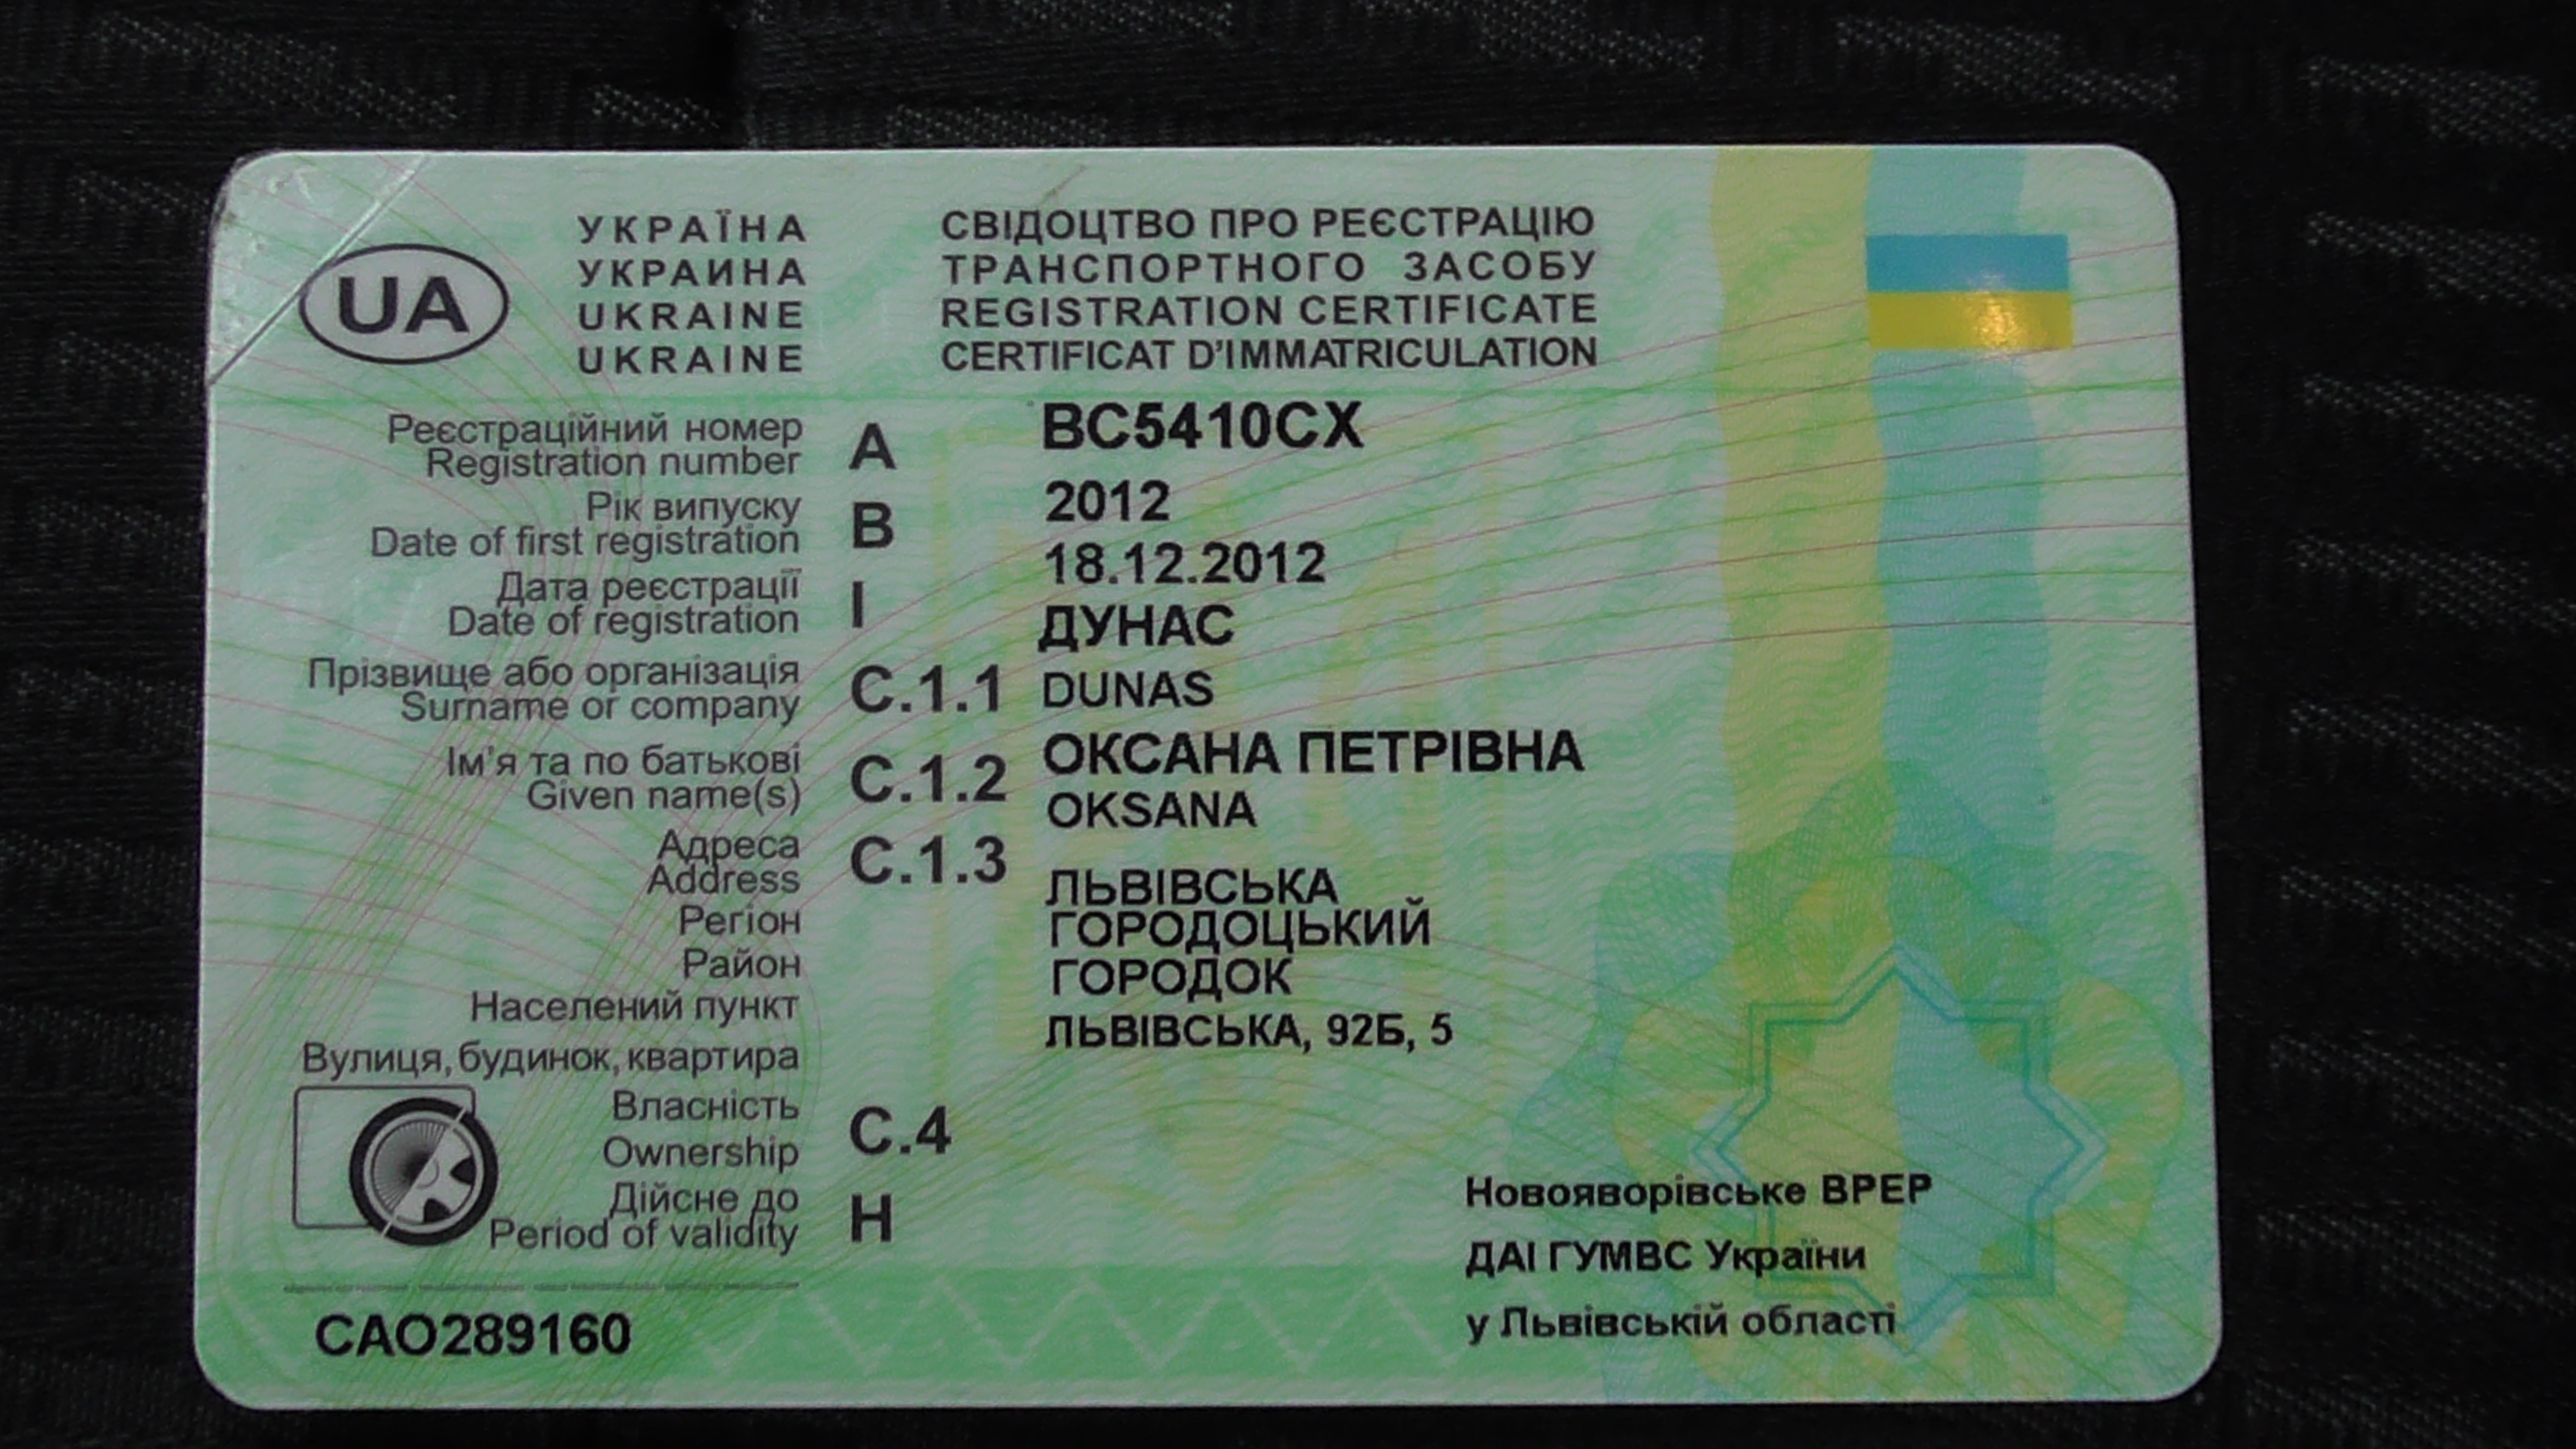 УКРАЇНА
УКРАИНА
UKRAINE
UKRAINE
СВІДОЦТВО ПРО РЕЄСТРАЦІЮ
ТРАНСПОРТНОГО ЗАСОБУ
REGISTRATION CERTIFICATE
CERTIFICAT D'IMMATRICULATION
UA
Реєстраційний номер
Registration number
A
BC5410CX
Рік випуску
Date of first registration
B
2012
Дата реєстрації
Date of registration
I
18.12.2012
Прізвище або організація
Surname or company
C.1.1
ДУНАС
DUNAS
Ім'я та по батькові
Given name(s)
C.1.2
ОКСАНА ПЕТРІВНА
OKSANA
Адреса
Address
C.1.3
Регіон
ЛЬВІВСЬКА
Район
ГОРОДОЦЬКИЙ
Населений пункт
ГОРОДОК
Вулиця, будинок, квартира
ЛЬВІВСЬКА, 92Б, 5
Власність
Ownership
C.4
Дійсне до
Period of validity
H
Новояворівське ВРЕР
ДАІ ГУМВС України
у Львівській області
САО289160